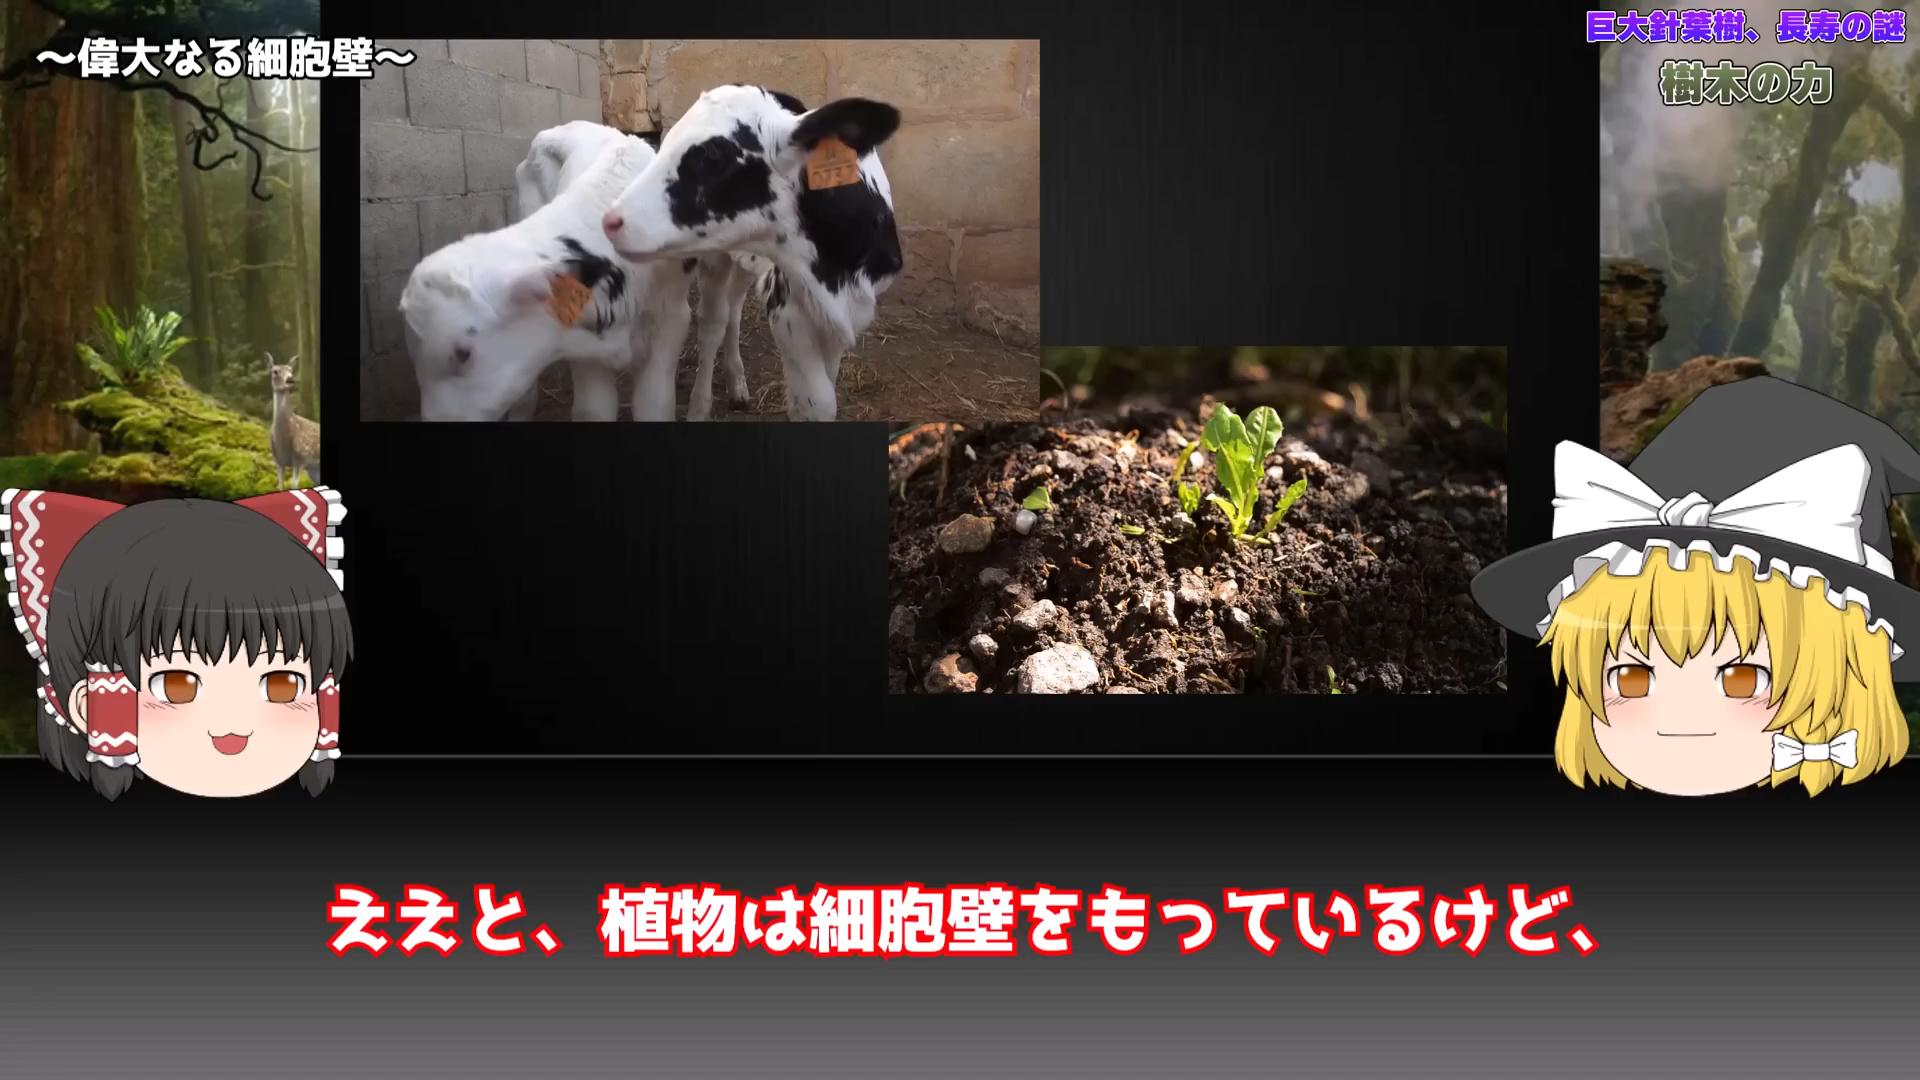 ～偉大なる細胞壁～
巨大針葉樹、長寿の謎
樹木の力
ええと、植物は細胞壁をもっているけど、